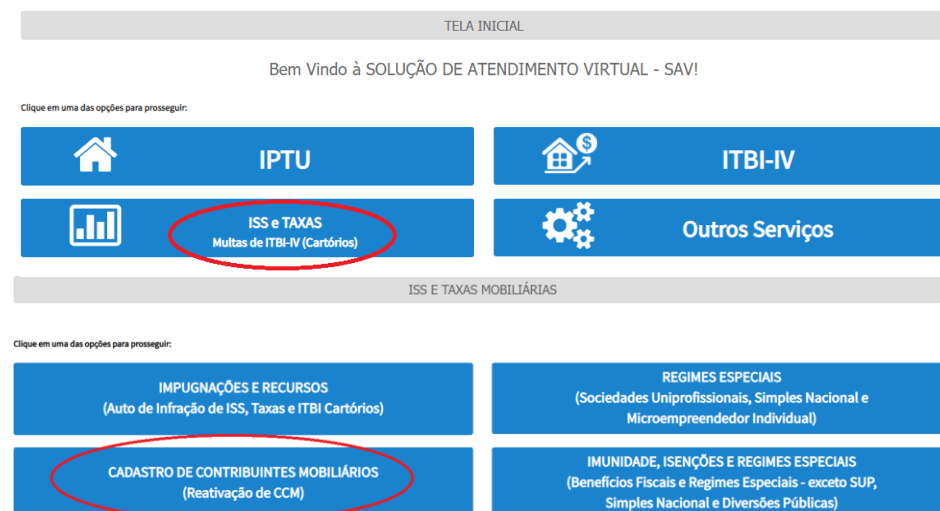 TELA INICIAL
Bem Vindo à SOLUÇÃO DE ATENDIMENTO VIRTUAL - SAV!
Clique em uma das opções para prosseguir:
IPTU
ITBI-IV
ISS e TAXAS
Multas de ITBI-IV (Cartórios)
Outros Serviços
ISS E TAXAS MOBILIÁRIAS
Clique em uma das opções para prosseguir:
IMPUGNAÇÕES E RECURSOS
(Auto de Infração de ISS, Taxas e ITBI Cartórios)
REGIMES ESPECIAIS
(Sociedades Uniprofissionais, Simples Nacional e
Microempreendedor Individual)
CADASTRO DE CONTRIBUINTES MOBILIÁRIOS
(Reativação de CCM)
IMUNIDADE, ISENÇÕES E REGIMES ESPECIAIS
(Benefícios Fiscais e Regimes Especiais - exceto SUP,
Simples Nacional e Diversões Públicas)